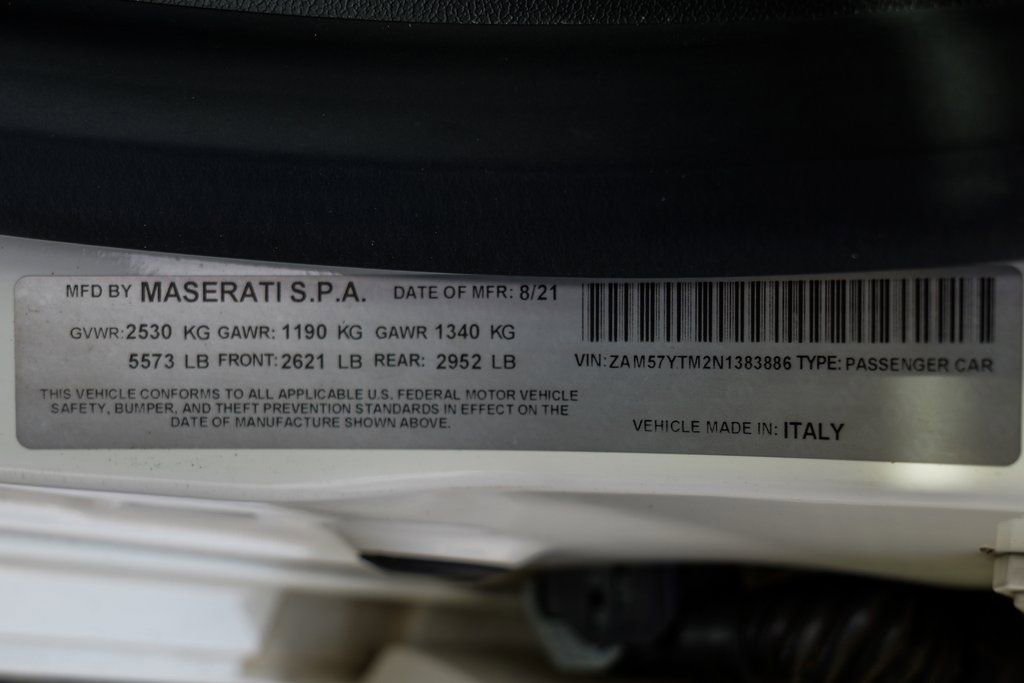 MFD BY MASERATI S.P.A. DATE OF MFR: 8/21
GVWR: 2530 KG GAWR: 1190 KG GAWR 1340 KG
5573 LB FRONT: 2621 LB REAR: 2952 LB
THIS VEHICLE CONFORMS TO ALL APPLICABLE U.S. FEDERAL MOTOR VEHICLE
SAFETY, BUMPER, AND THEFT PREVENTION STANDARDS IN EFFECT ON THE
DATE OF MANUFACTURE SHOWN ABOVE.
VIN: ZAM57YTM2N1383886 TYPE: PASSENGER CAR
VEHICLE MADE IN: ITALY